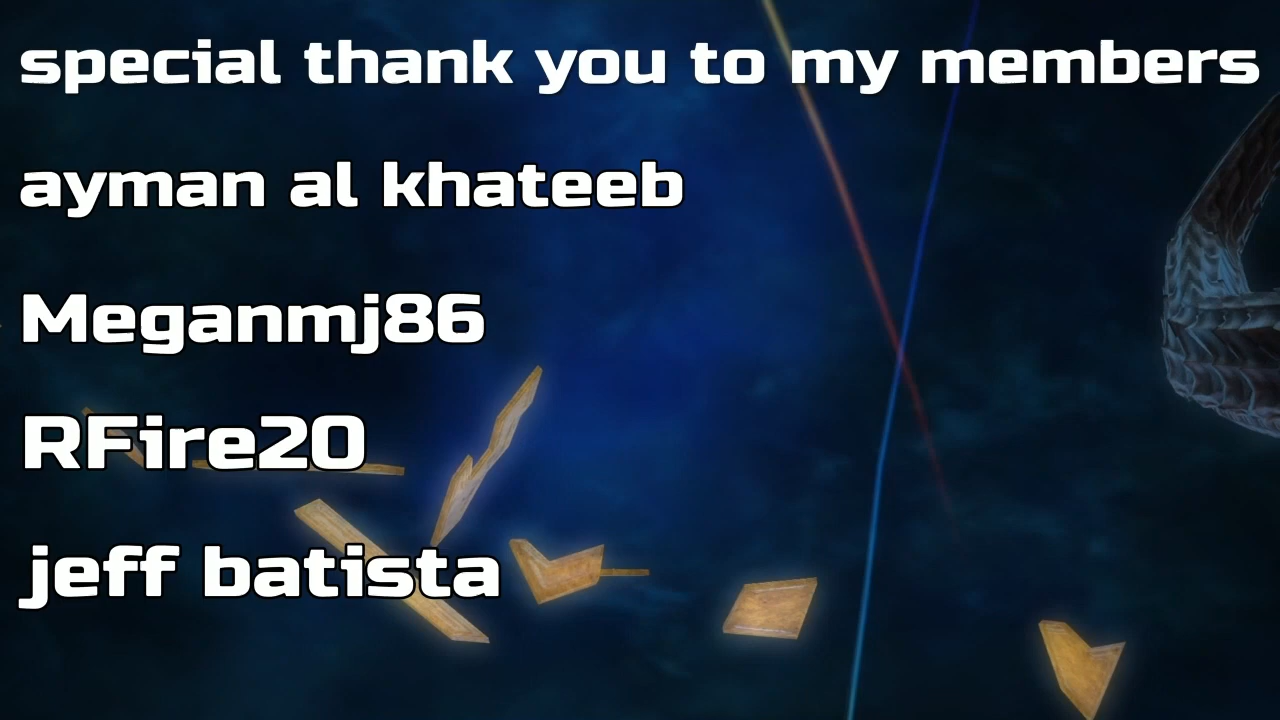 special thank you to my members
ayman al khateeb
Meganmj86
RFire20
jeff batista